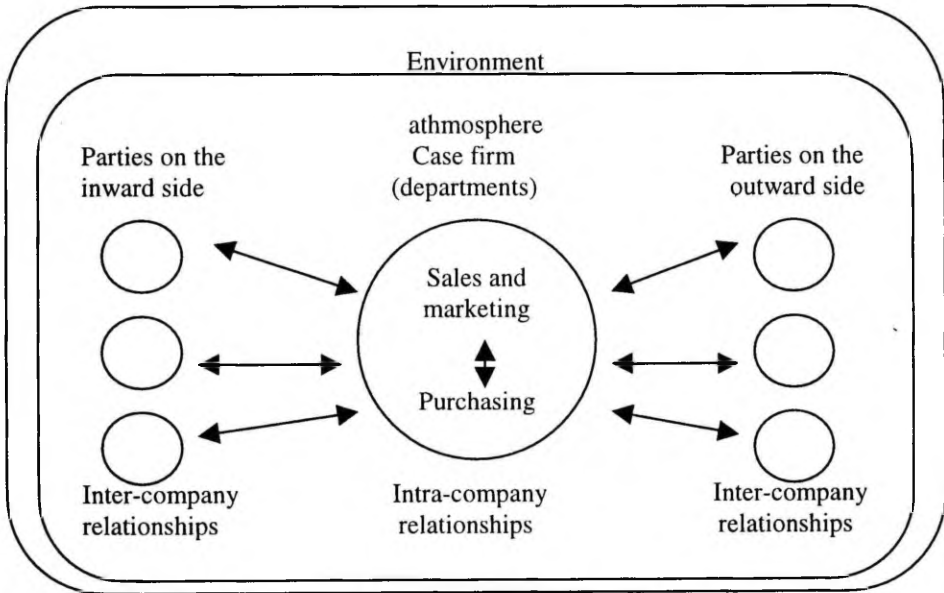 Environment
athmosphere
Case firm
(departments)
Parties on the
inward side
Parties on the
outward side
Sales and
marketing
Purchasing
Inter-company
relationships
Intra-company
relationships
Inter-company
relationships